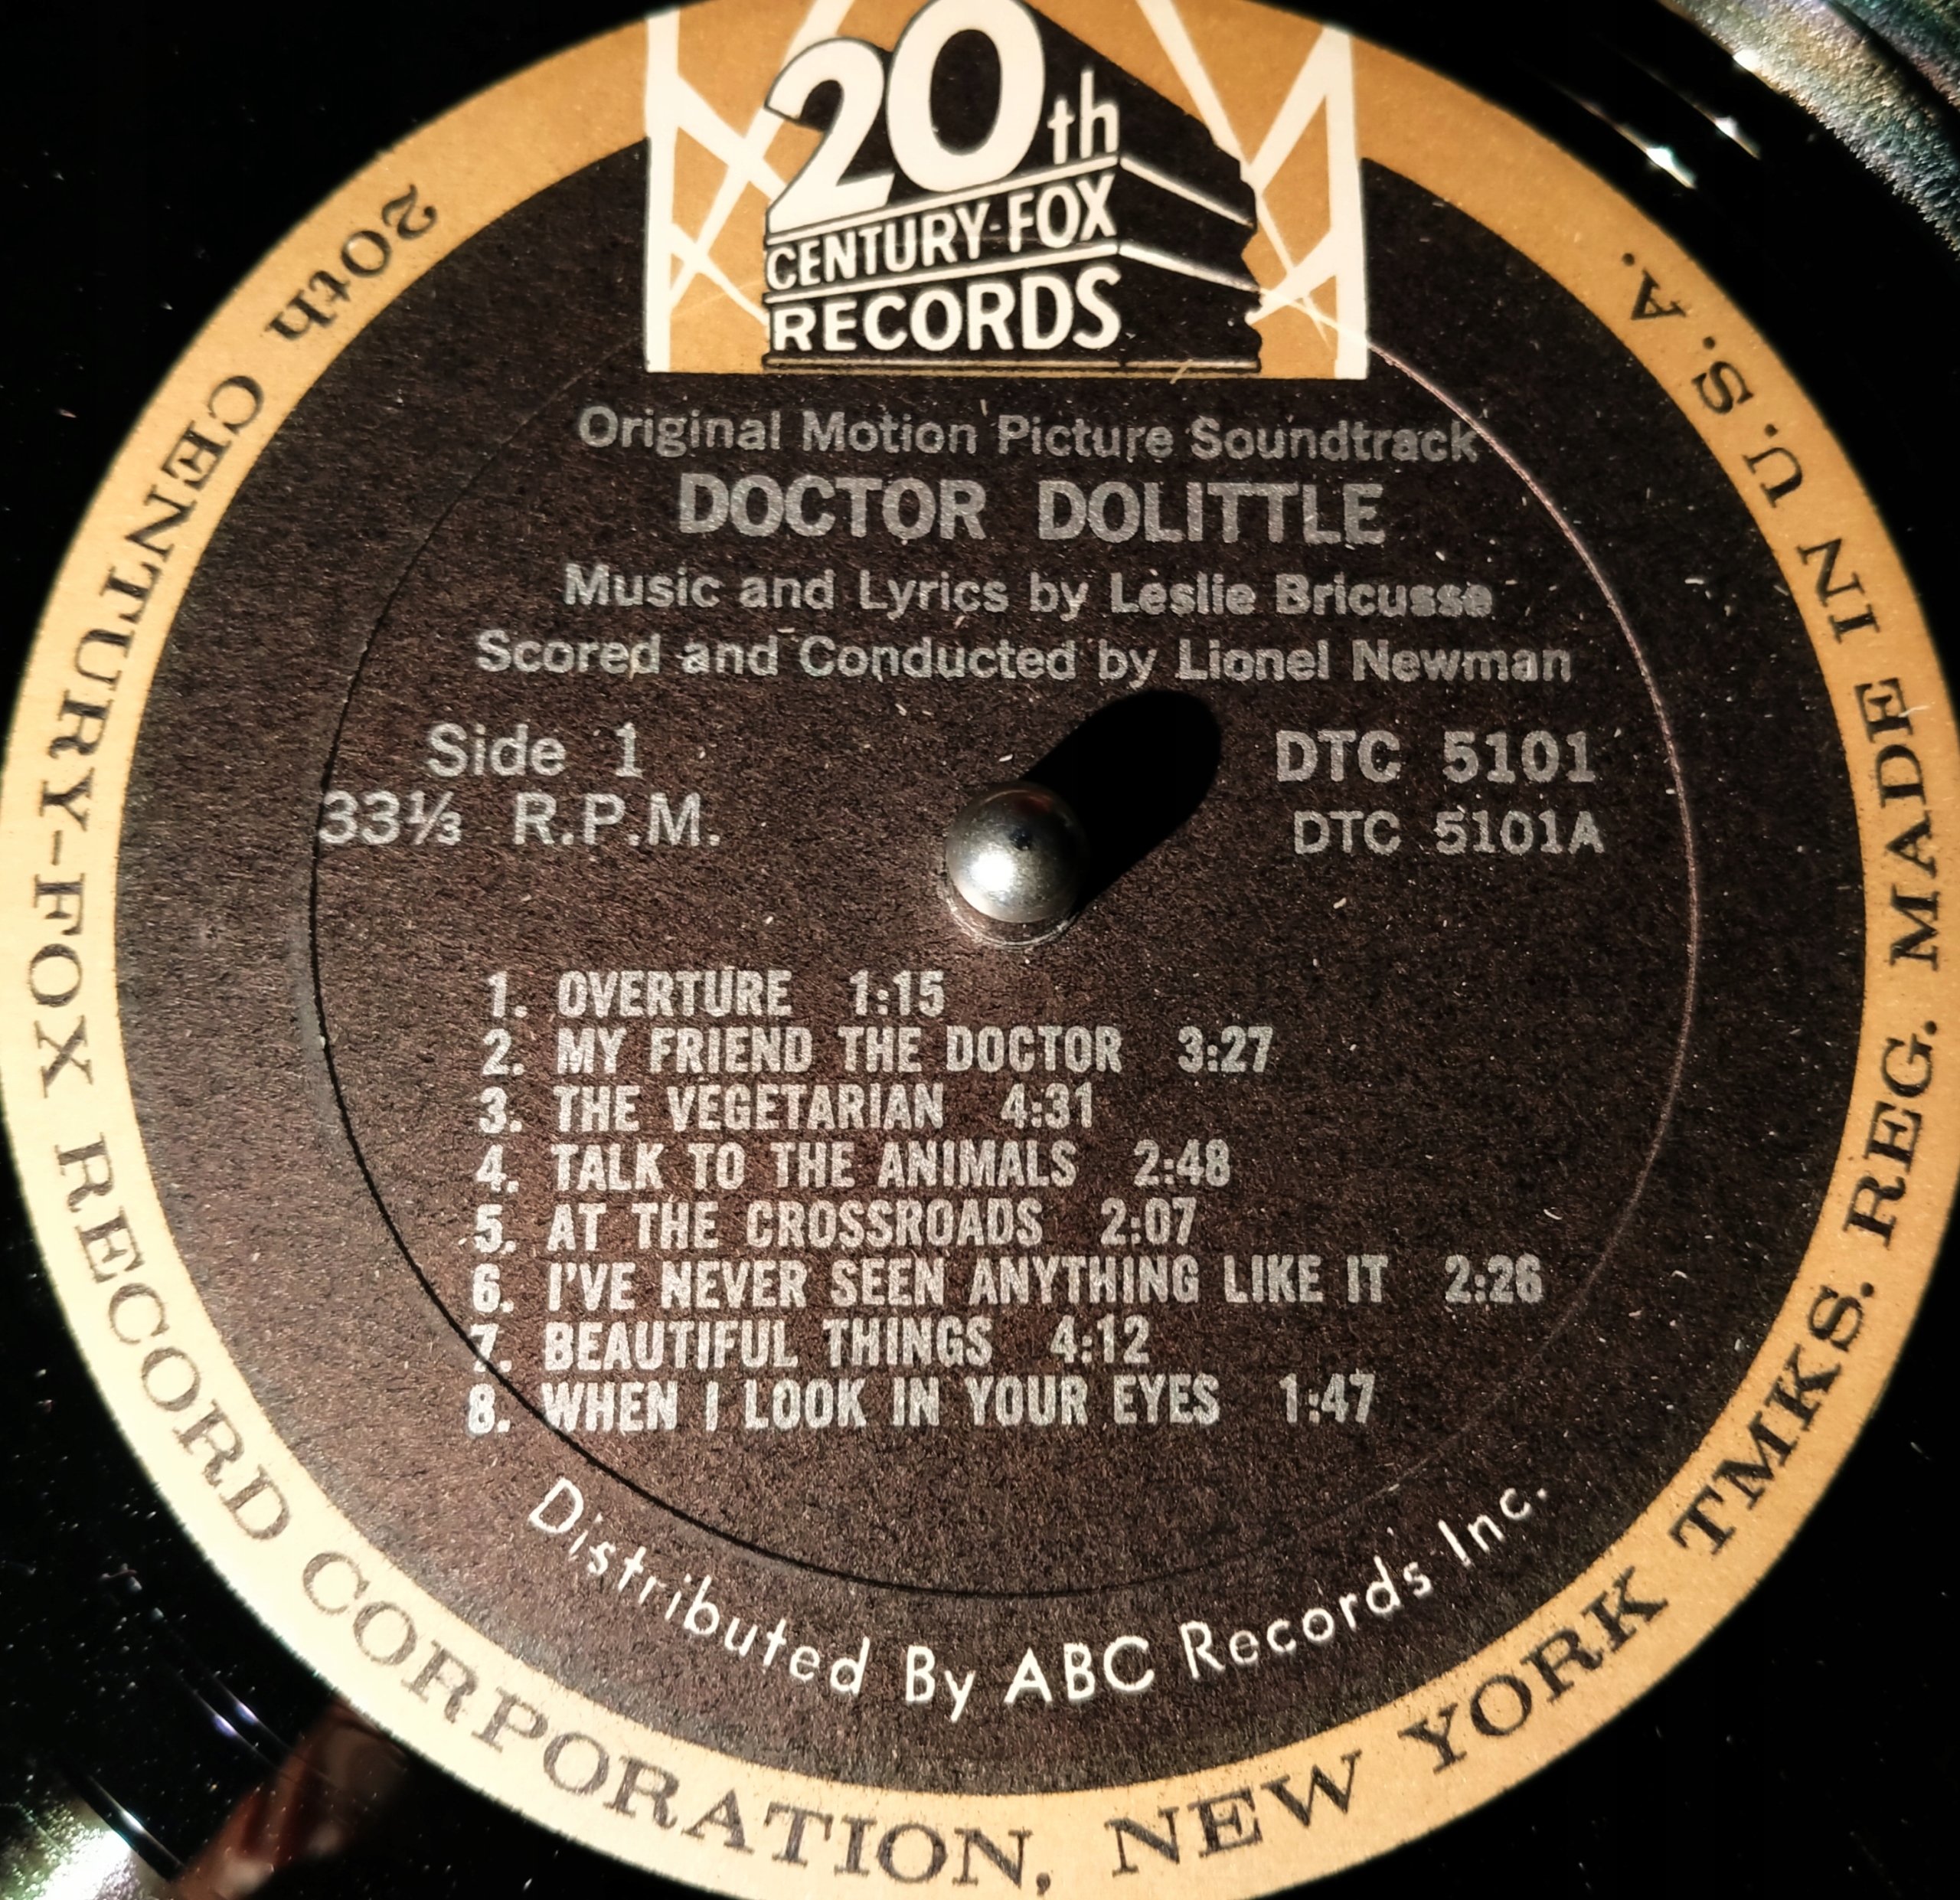 20th
CENTURY-FOX
RECORDS
Original Motion Picture Soundtrack
DOCTOR DOLITTLE
Music and Lyrics by Leslie Bricusse
Scored and Conducted by Lionel Newman
Side 1
33⅓ R.P.M.
DTC 5101
DTC 5101A
1. OVERTURE 1:15
2. MY FRIEND THE DOCTOR 3:27
3. THE VEGETARIAN 4:31
4. TALK TO THE ANIMALS 2:48
5. AT THE CROSSROADS 2:07
6. I'VE NEVER SEEN ANYTHING LIKE IT 2:26
7. BEAUTIFUL THINGS 4:12
8. WHEN I LOOK IN YOUR EYES 1:47
Distributed By ABC Records Inc.
20th CENTURY-FOX RECORD CORPORATION, NEW YORK TMKS. REG. MADE IN U.S.A.